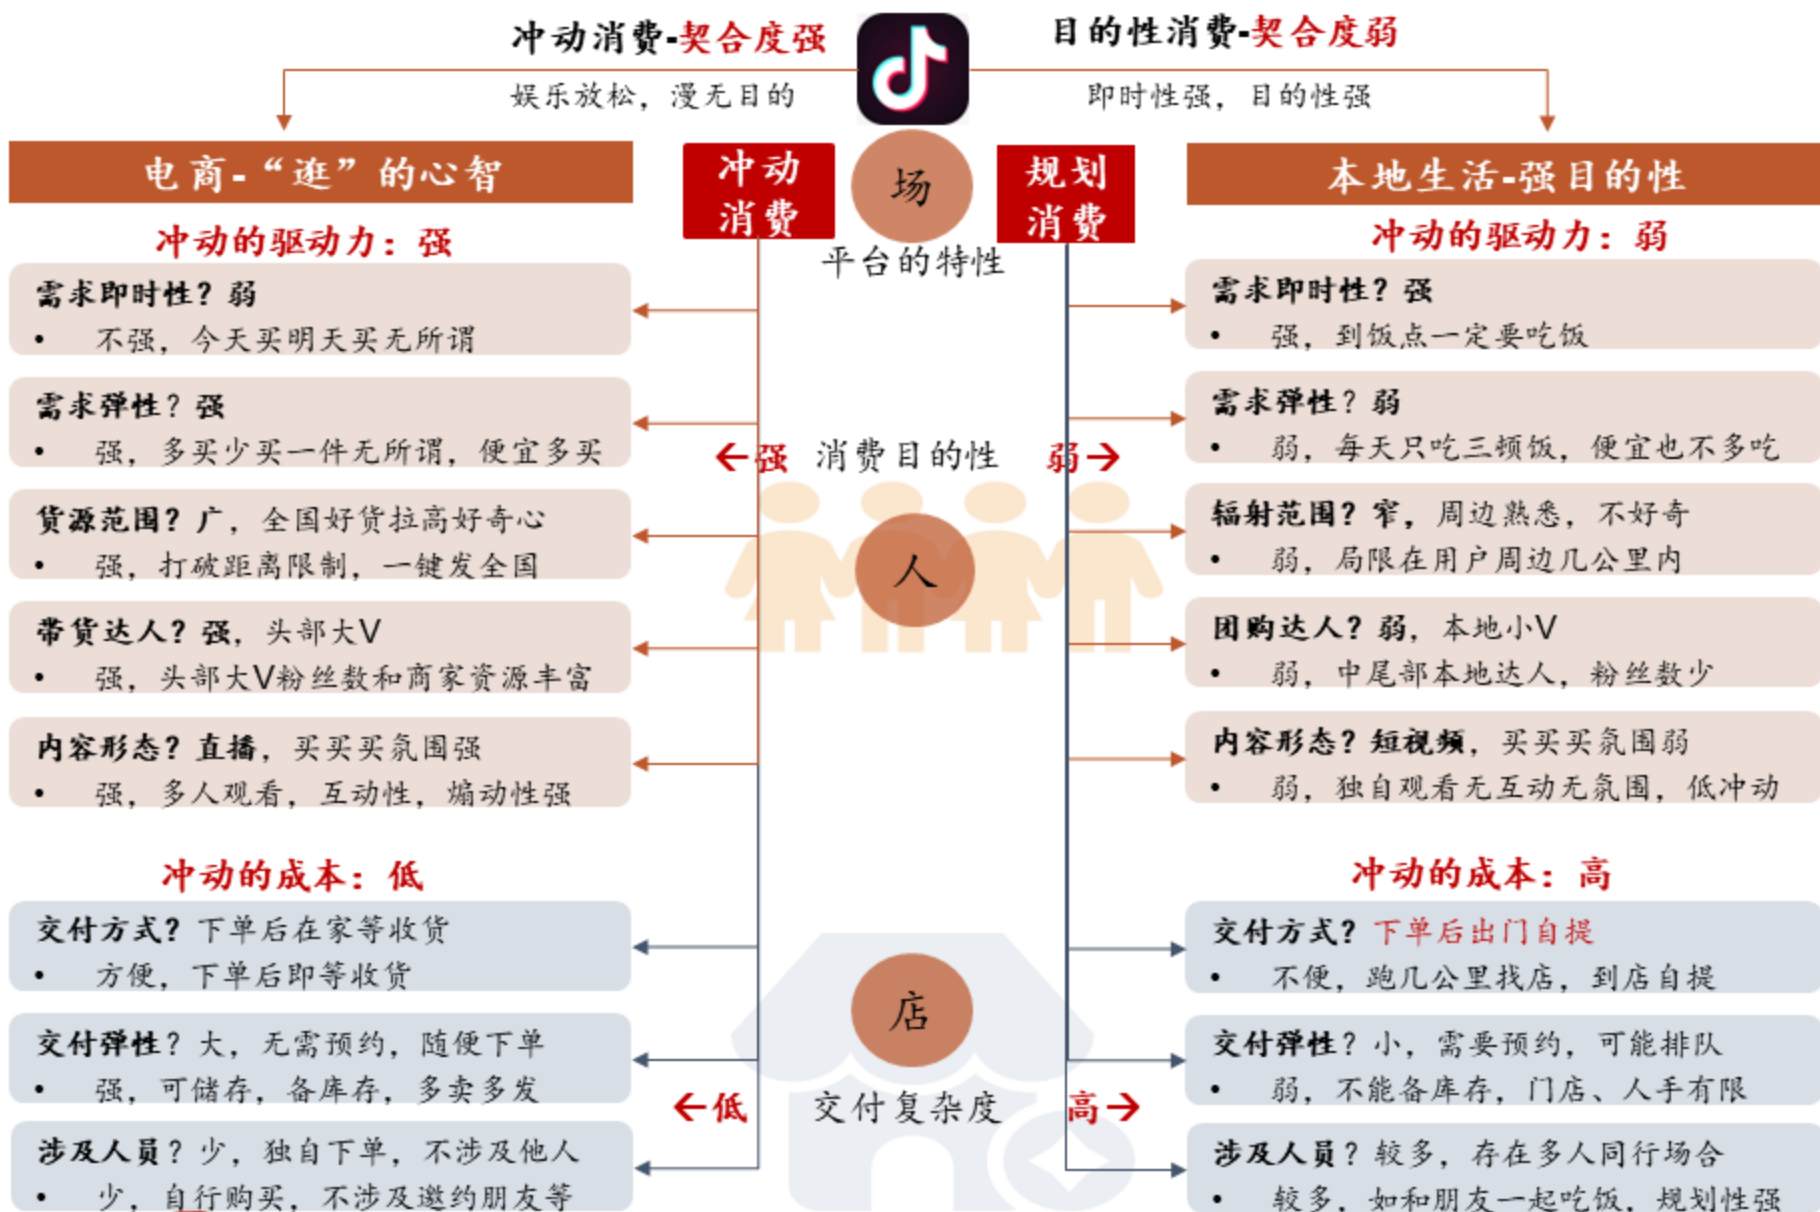 冲动消费-契合度强
娱乐放松，漫无目的
目的性消费-契合度弱
即时性强，目的性强
电商-“逛”的心智
冲动的驱动力：强
需求即时性？弱
• 不强，今天买明天买无所谓
需求弹性？强
• 强，多买少买一件无所谓，便宜多买
货源范围？广，全国好货拉高好奇心
• 强，打破距离限制，一键发全国
带货达人？强，头部大V
• 强，头部大V粉丝数和商家资源丰富
内容形态？直播，买买买氛围强
• 强，多人观看，互动性，煽动性强
冲动的成本：低
交付方式？下单后在家等收货
• 方便，下单后即等收货
交付弹性？大，无需预约，随便下单
• 强，可储存，备库存，多卖多发
涉及人员？少，独自下单，不涉及他人
• 少，自行购买，不涉及邀约朋友等
冲动
消费
场
规划
消费
平台的特性
←强 消费目的性 弱→
人
店
←低 交付复杂度 高→
本地生活-强目的性
冲动的驱动力：弱
需求即时性？强
• 强，到饭点一定要吃饭
需求弹性？弱
• 弱，每天只吃三顿饭，便宜也不多吃
辐射范围？窄，周边熟悉，不好奇
• 弱，局限在用户周边几公里内
团购达人？弱，本地小V
• 弱，中尾部本地达人，粉丝数少
内容形态？短视频，买买买氛围弱
• 弱，独自观看无互动无氛围，低冲动
冲动的成本：高
交付方式？下单后出门自提
• 不便，跑几公里找店，到店自提
交付弹性？小，需要预约，可能排队
• 弱，不能备库存，门店、人手有限
涉及人员？较多，存在多人同行场合
• 较多，如和朋友一起吃饭，规划性强